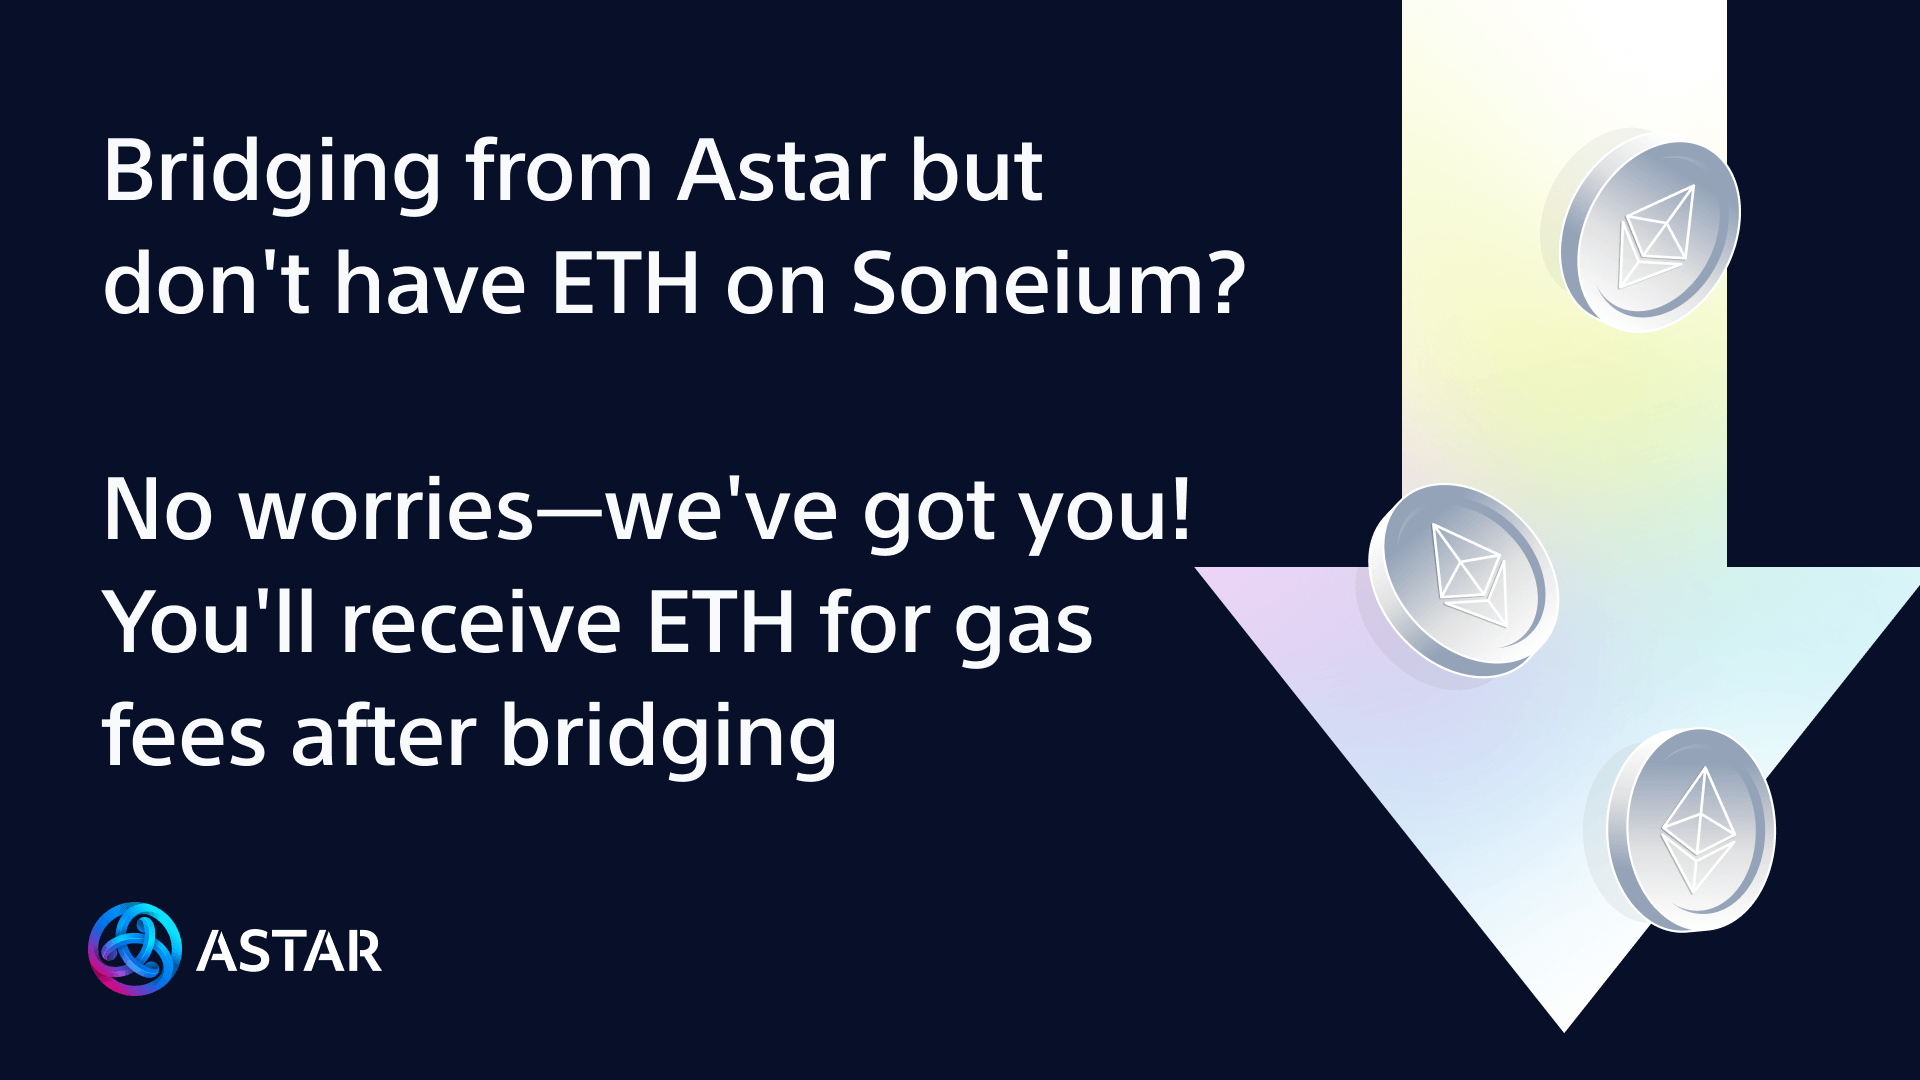 Bridging from Astar but
don't have ETH on Soneium?
No worries—we've got you!
You'll receive ETH for gas
fees after bridging
ASTAR